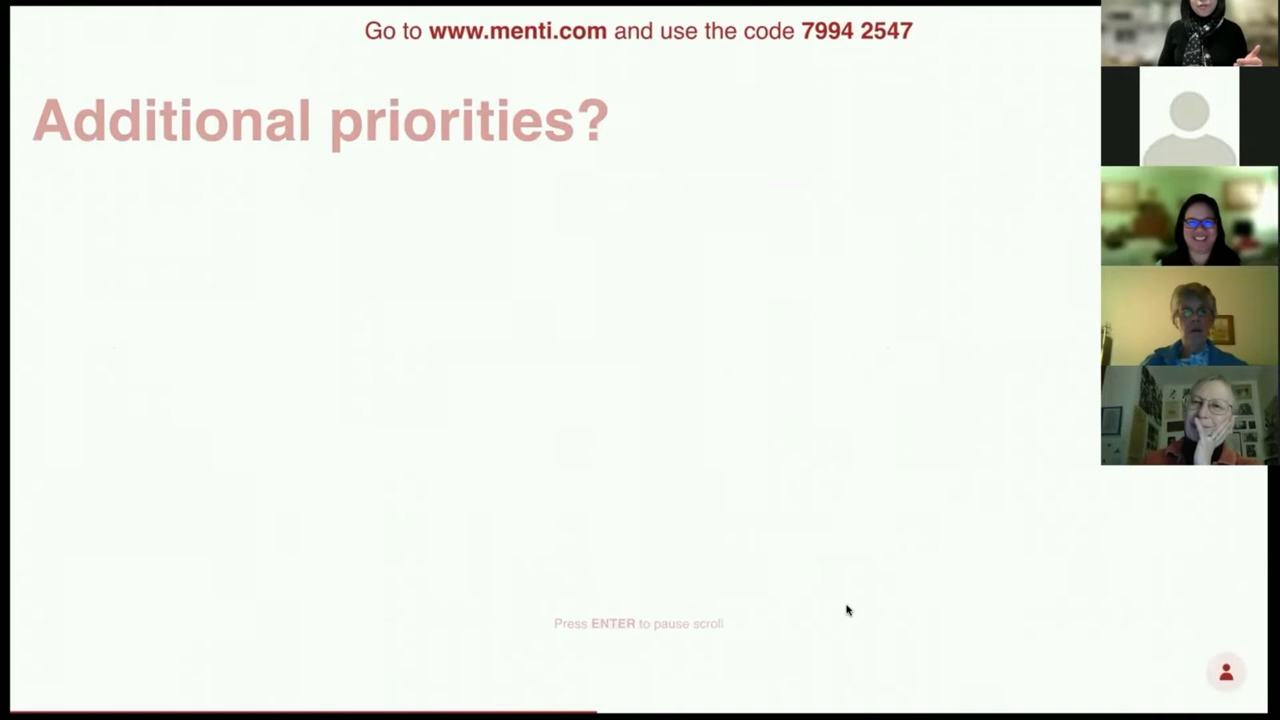 Go to www.menti.com and use the code 7994 2547
Additional priorities?
Press ENTER to pause scroll